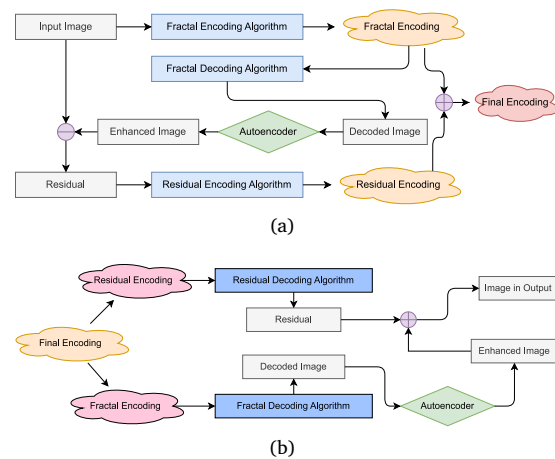 Input Image
Fractal Encoding Algorithm
Fractal Encoding
Fractal Decoding Algorithm
Final Encoding
Enhanced Image
Autoencoder
Decoded Image
Residual
Residual Encoding Algorithm
Residual Encoding
(a)
Residual Encoding
Residual Decoding Algorithm
Image in Output
Residual
Final Encoding
Enhanced Image
Decoded Image
Fractal Encoding
Fractal Decoding Algorithm
Autoencoder
(b)